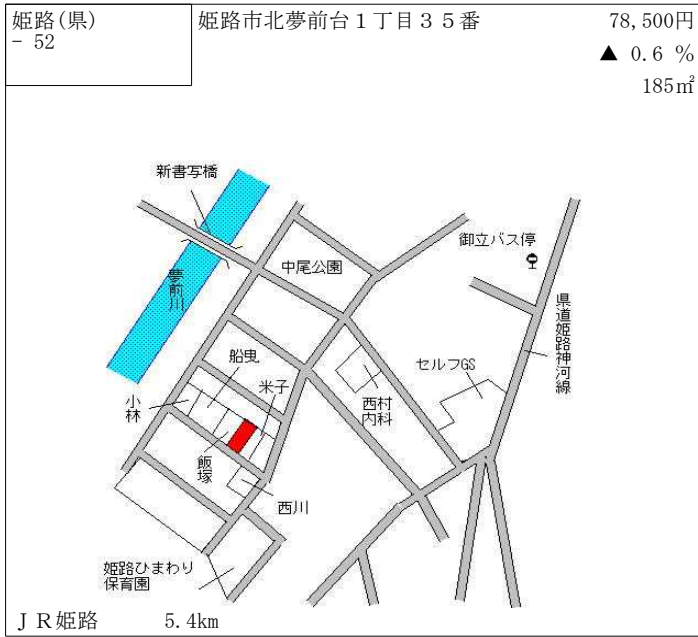 姫路(県)
- 52
姫路市北夢前台１丁目３５番
78,500円
▲ 0.6 %
185㎡
新書写橋
夢前川
中尾公園
御立バス停
県道姫路神河線
船曳
米子
小林
セルフGS
西村
内科
飯塚
西川
姫路ひまわり
保育園
ＪＲ姫路 5.4km